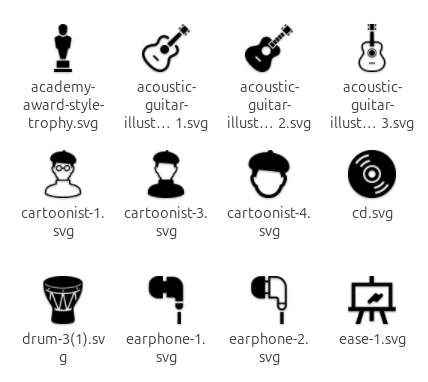 academy-
award-style-
trophy.svg
acoustic-
guitar-
illust… 1.svg
acoustic-
guitar-
illust… 2.svg
acoustic-
guitar-
illust… 3.svg
cartoonist-1.
svg
cartoonist-3.
svg
cartoonist-4.
svg
cd.svg
drum-3(1).sv
g
earphone-1.
svg
earphone-2.
svg
ease-1.svg